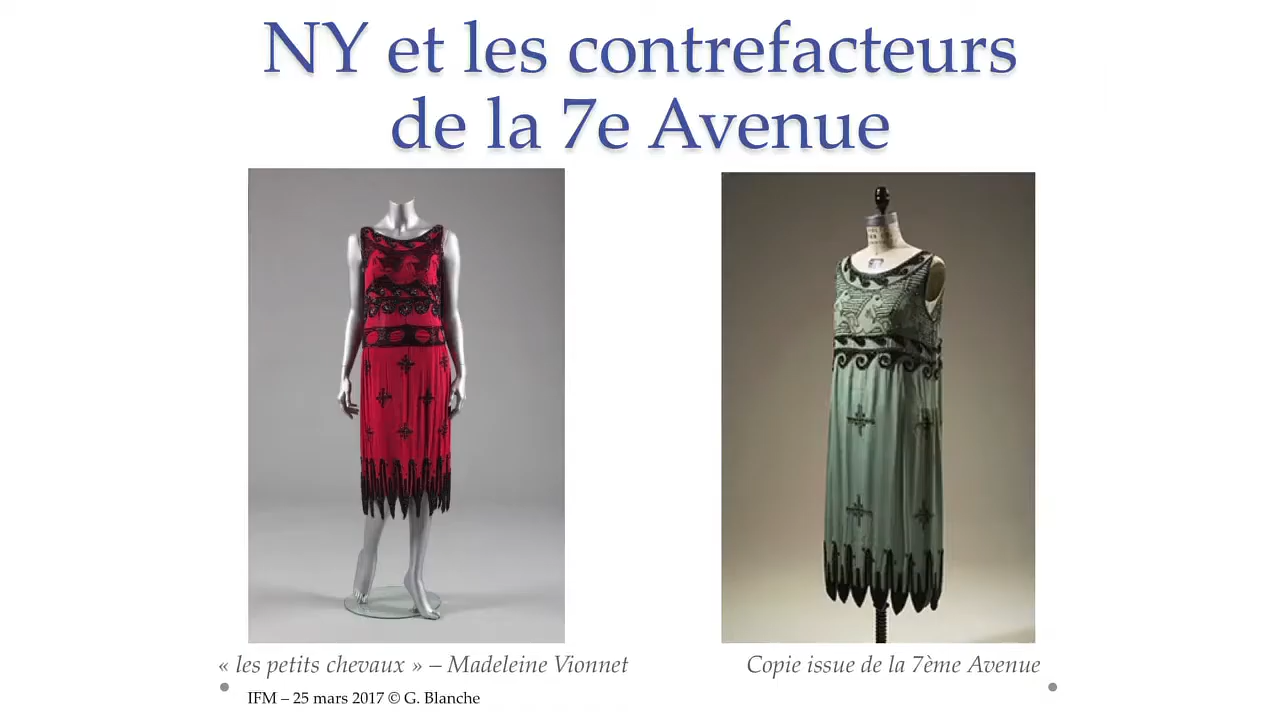 NY et les contrefacteurs
de la 7e Avenue
« les petits chevaux » – Madeleine Vionnet
Copie issue de la 7ème Avenue
IFM – 25 mars 2017 © G. Blanche